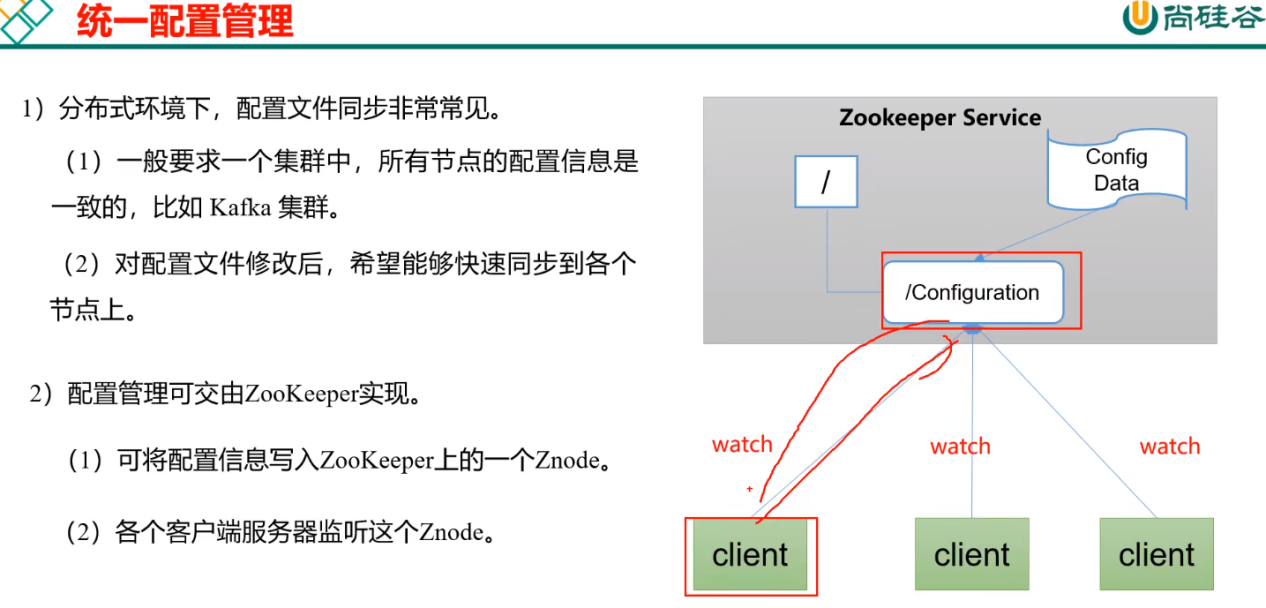 统一配置管理
尚硅谷
1）分布式环境下，配置文件同步非常常见。
（1）一般要求一个集群中，所有节点的配置信息是
一致的，比如 Kafka 集群。
（2）对配置文件修改后，希望能够快速同步到各个
节点上。
2）配置管理可交由ZooKeeper实现。
（1）可将配置信息写入ZooKeeper上的一个Znode。
（2）各个客户端服务器监听这个Znode。
Zookeeper Service
/
Config
Data
/Configuration
watch
watch
watch
client
client
client